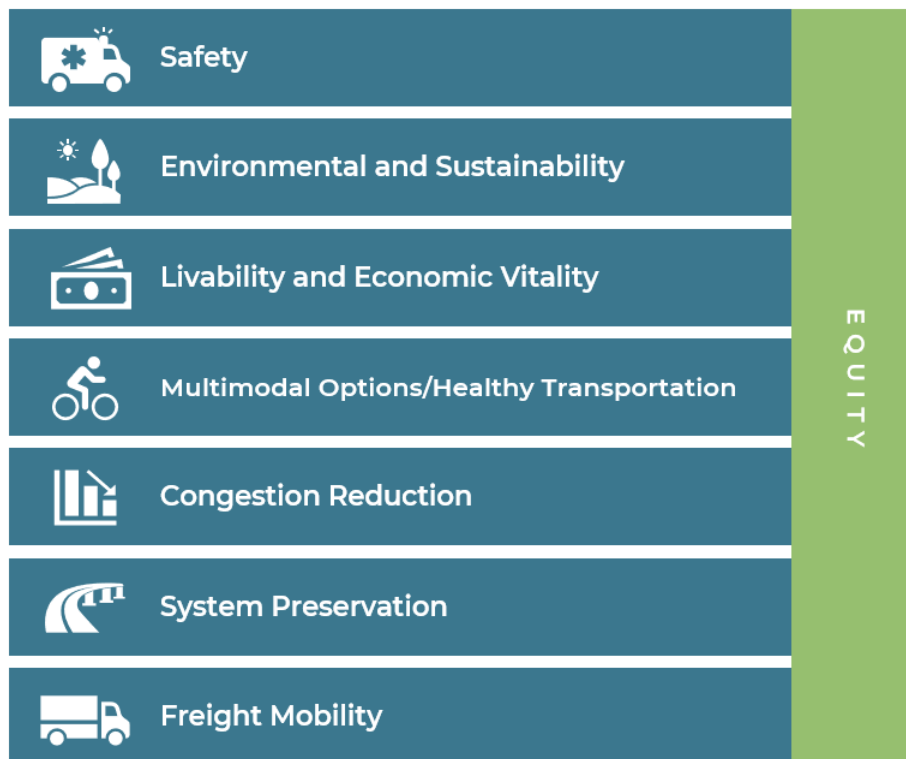 Safety
Environmental and Sustainability
Livability and Economic Vitality
Multimodal Options/Healthy Transportation
Congestion Reduction
System Preservation
Freight Mobility
EQUITY